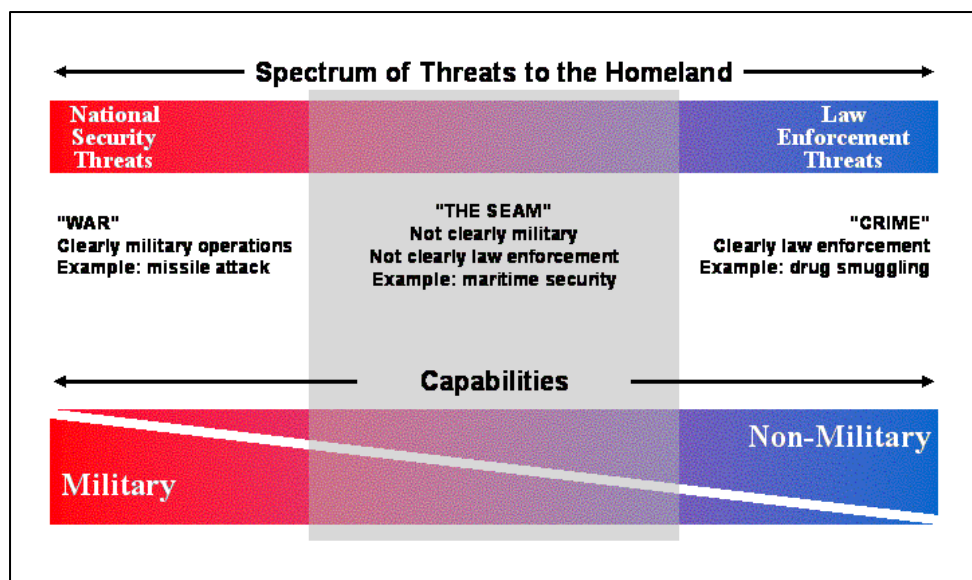 Spectrum of Threats to the Homeland
National
Security
Threats
Law
Enforcement
Threats
"WAR"
Clearly military operations
Example: missile attack
"THE SEAM"
Not clearly military
Not clearly law enforcement
Example: maritime security
"CRIME"
Clearly law enforcement
Example: drug smuggling
Capabilities
Military
Non-Military